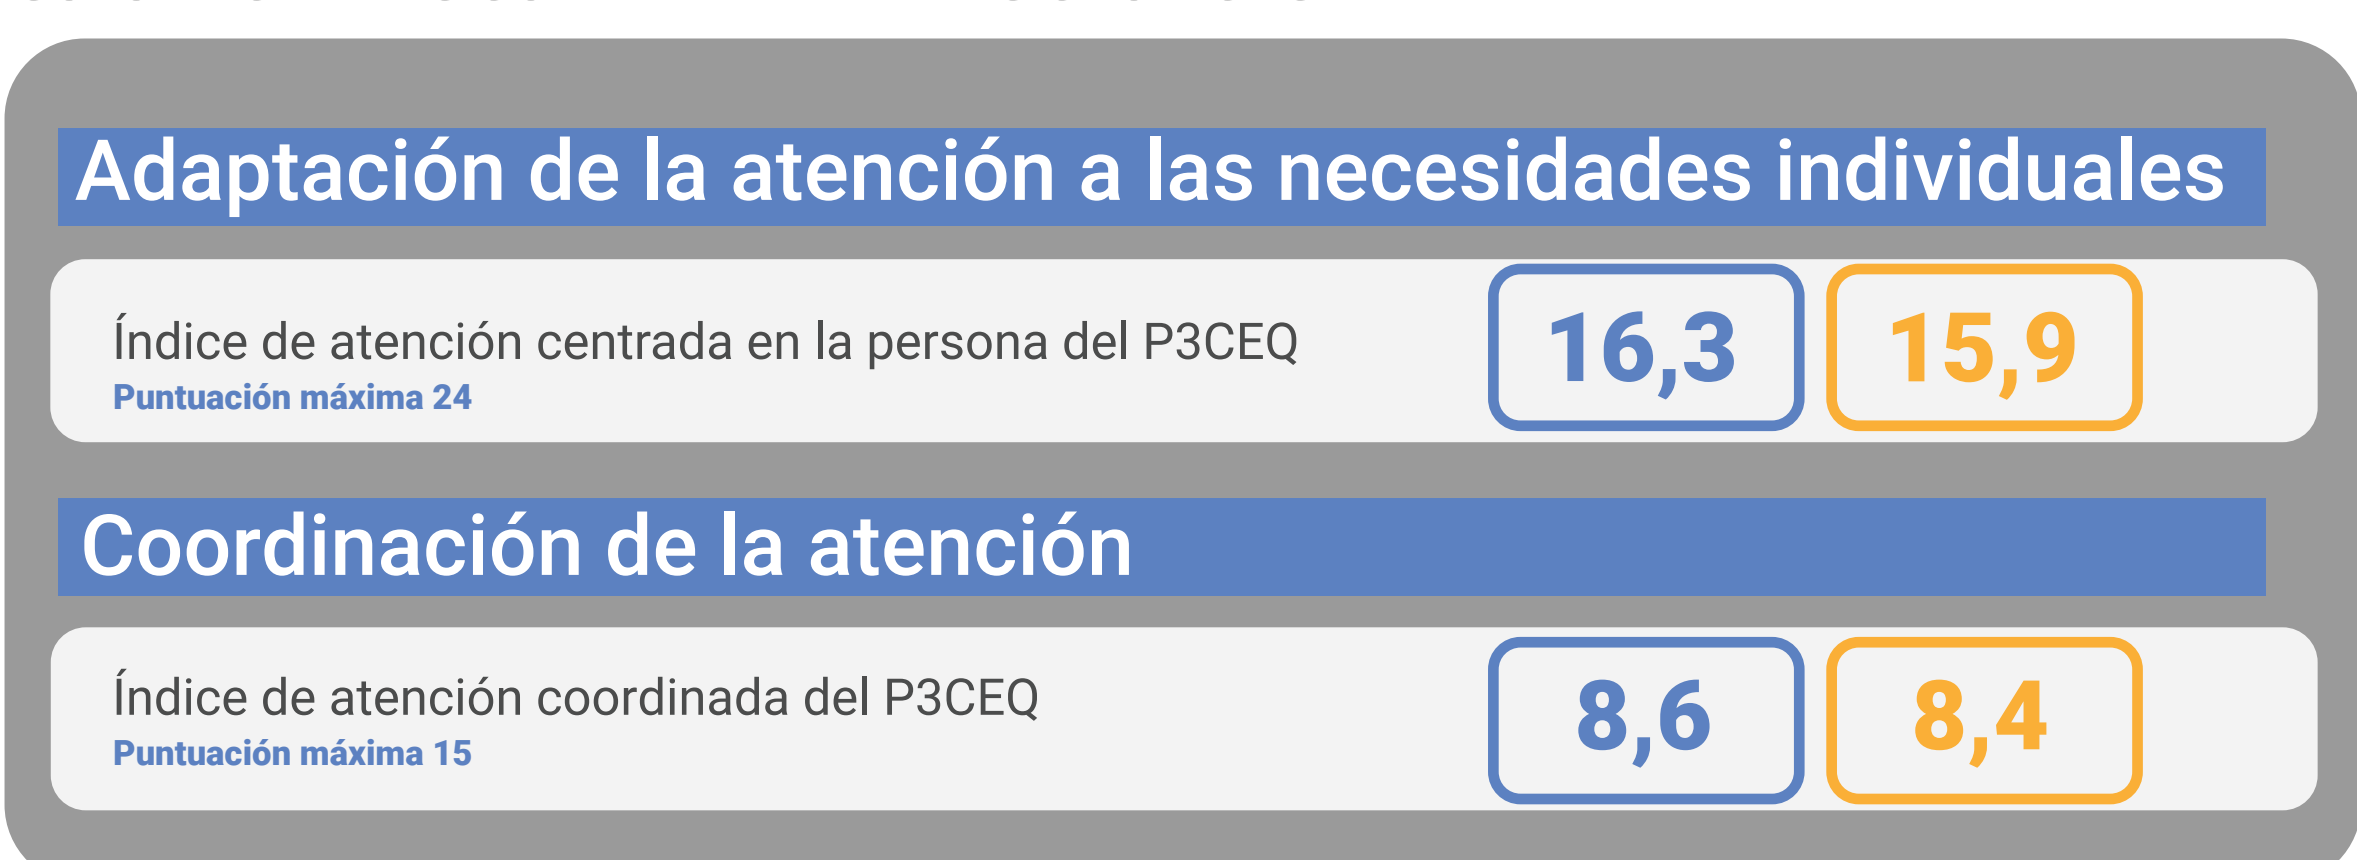 Adaptación de la atención a las necesidades individuales
Índice de atención centrada en la persona del P3CEQ
Puntuación máxima 24
16,3
15,9
Coordinación de la atención
Índice de atención coordinada del P3CEQ
Puntuación máxima 15
8,6
8,4